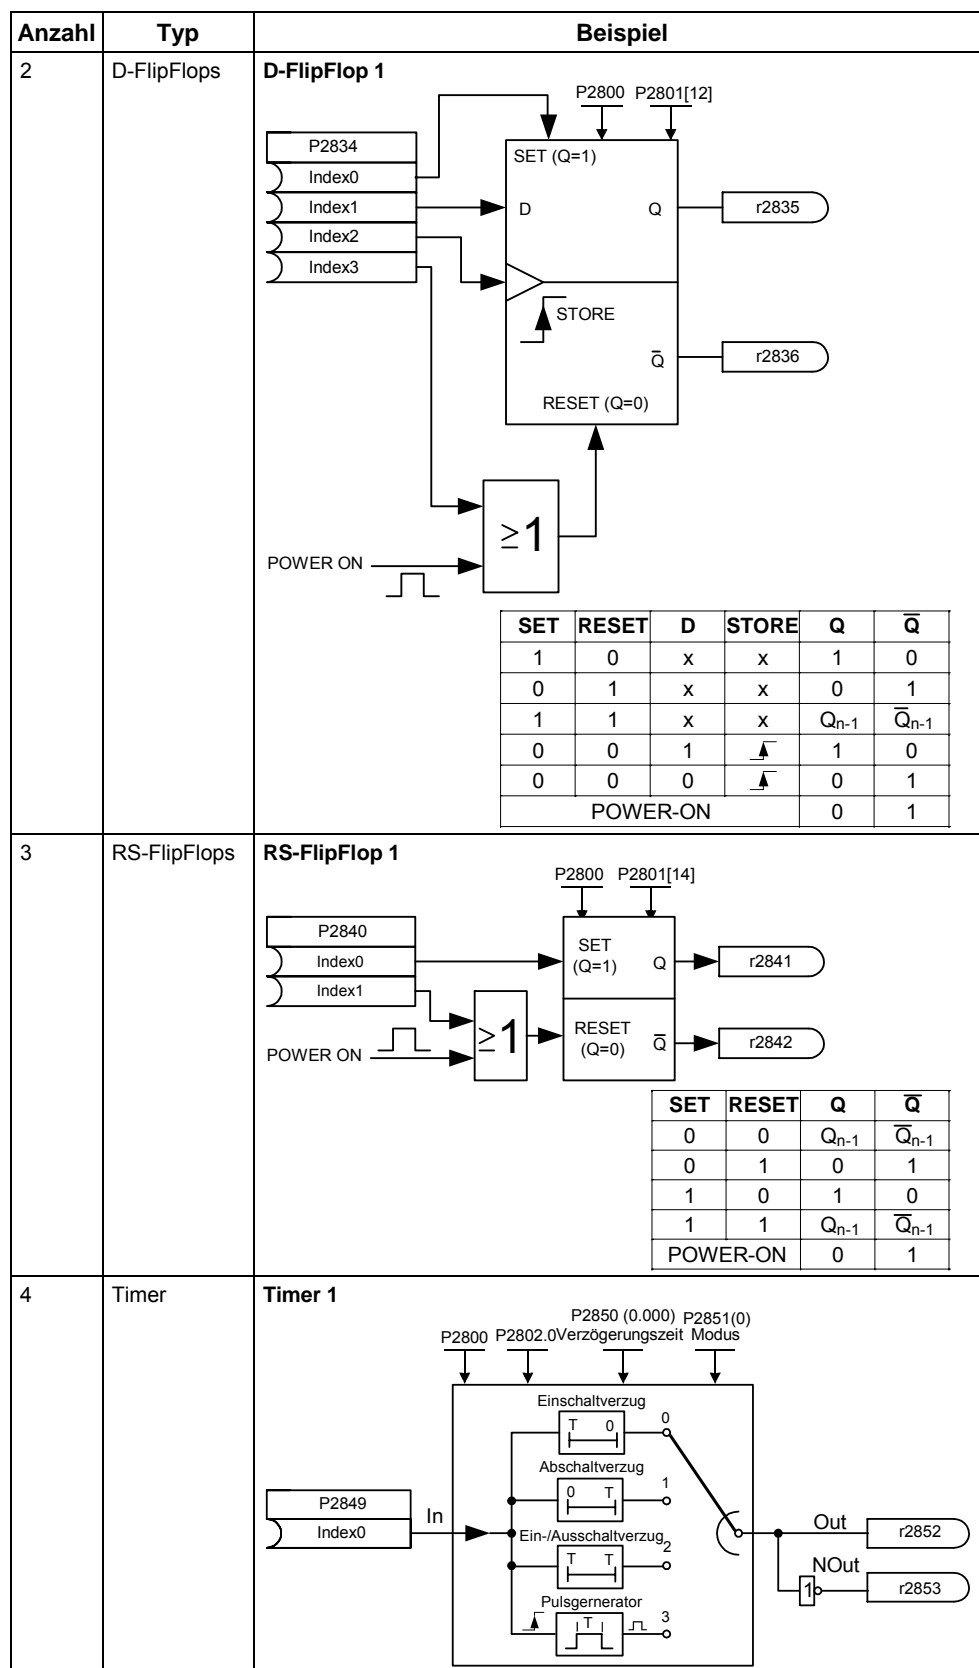 Anzahl Typ Beispiel
2 D-FlipFlops D-FlipFlop 1
P2800 P2801[12]
P2834
Index0
Index1
Index2
Index3
SET (Q=1)
D Q r2835
STORE
Q̅ r2836
RESET (Q=0)
≥1
POWER ON
SET RESET D STORE Q Q̅
1 0 x x 1 0
0 1 x x 0 1
1 1 x x Qn-1 Q̅n-1
0 0 1 1 0
0 0 0 0 1
POWER-ON 0 1
3 RS-FlipFlops RS-FlipFlop 1
P2800 P2801[14]
P2840
Index0
Index1
SET
(Q=1) Q r2841
≥1
RESET
(Q=0) Q̅ r2842
POWER ON
SET RESET Q Q̅
0 0 Qn-1 Q̅n-1
0 1 0 1
1 0 1 0
1 1 Qn-1 Q̅n-1
POWER-ON 0 1
4 Timer Timer 1
P2850 (0.000) P2851(0)
P2800 P2802.0 Verzögerungszeit Modus
Einschaltverzug
T 0 0
Abschaltverzug
0 T 1
P2849
Index0
In
Ein-/Ausschaltverzug
T T 2
Pulsgernerator
T 3
Out r2852
NOut
1 r2853